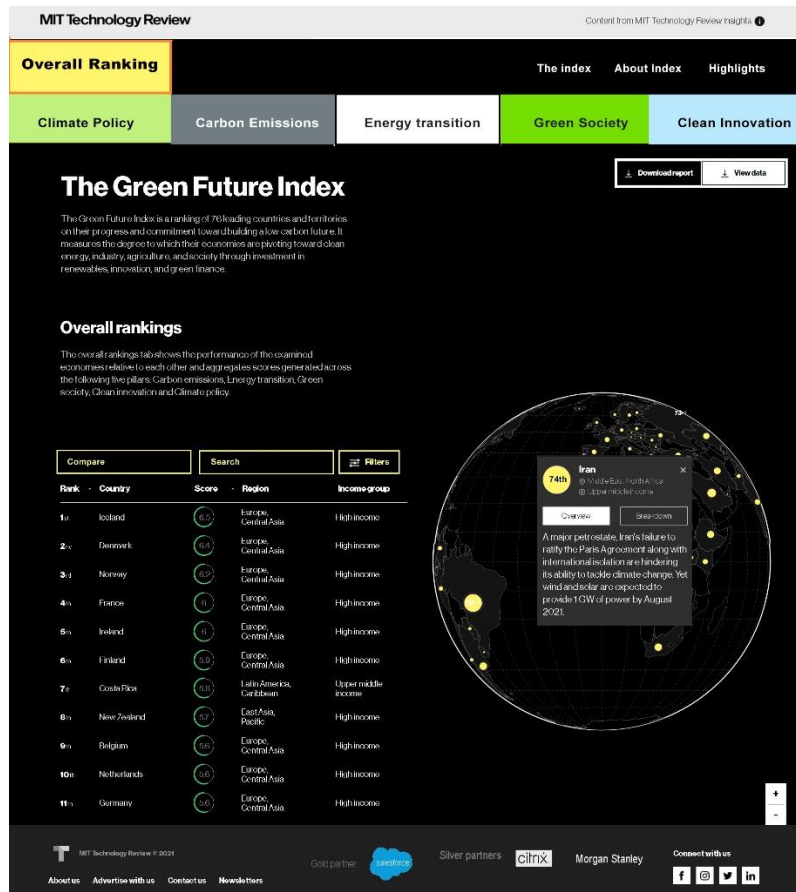 MIT Technology Review
Content from MIT Technology Review Insights
Overall Ranking
The index
About Index
Highlights
Climate Policy
Carbon Emissions
Energy transition
Green Society
Clean Innovation
Download report
View data
The Green Future Index
The Green Future Index is a ranking of 76 leading countries and territories
on their progress and commitment toward building a low carbon future. It
measures the degree to which their economies are pivoting toward clean
energy, industry, agriculture, and society through investment in
renewables, innovation, and green finance.
Overall rankings
The overall rankings tab shows the performance of the examined
economies relative to each other and aggregates scores generated across
the following five pillars: Carbon emissions, Energy transition, Green
society, Clean innovation and Climate policy.
Compare
Search
Filters
Rank - Country Score - Region Income group
1st Iceland 6.5 Europe,
Central Asia High income
2nd Denmark 6.4 Europe,
Central Asia High income
3rd Norway 6.2 Europe,
Central Asia High income
4th France 6 Europe,
Central Asia High income
5th Ireland 6 Europe,
Central Asia High income
6th Finland 5.9 Europe,
Central Asia High income
7th Costa Rica 5.8 Latin America,
Caribbean Upper middle
income
8th New Zealand 5.7 East Asia,
Pacific High income
9th Belgium 5.6 Europe,
Central Asia High income
10th Netherlands 5.6 Europe,
Central Asia High income
11th Germany 5.6 Europe,
Central Asia High income
74th
Iran
×
Middle East, North Africa
Upper middle income
Overview
Breakdown
A major petrostate, Iran's failure to
ratify the Paris Agreement along with
international isolation are hindering
its ability to tackle climate change. Yet
wind and solar are expected to
provide 1 GW of power by August
2021.
+
-
MIT Technology Review © 2021
About us Advertise with us Contact us Newsletters
Gold partner:
salesforce
Silver partners
citrix
Morgan Stanley
Connect with us